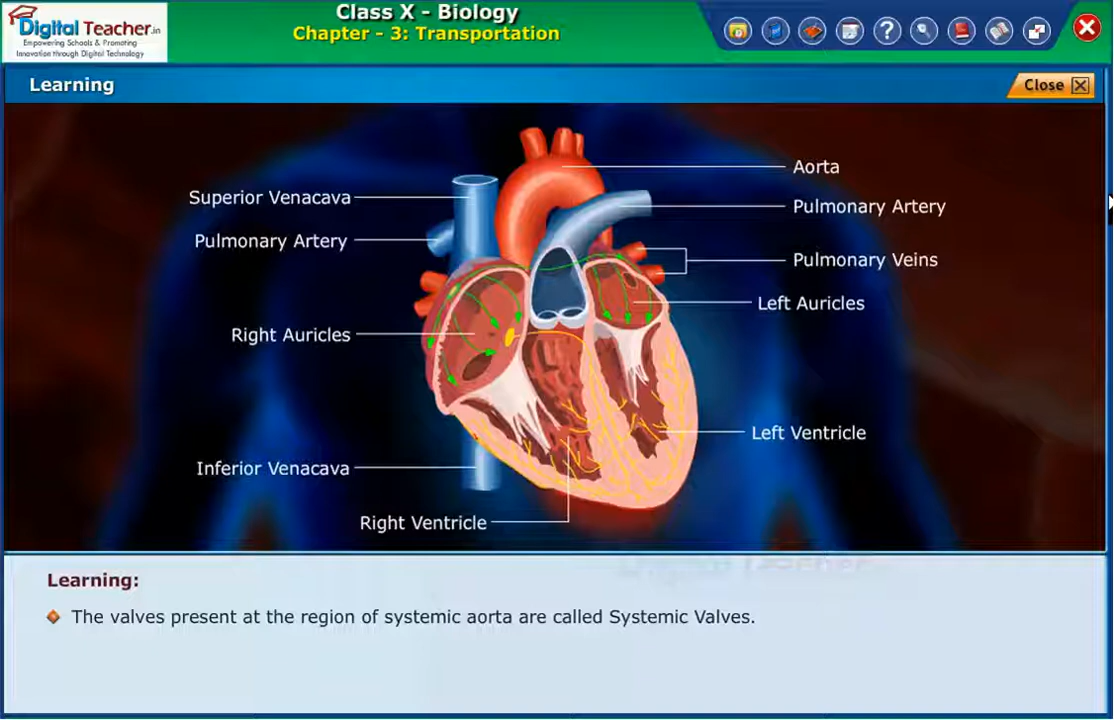 Digital Teacher.in
Empowering Schools & Promoting
Innovation through Digital Technology
Class X - Biology
Chapter - 3: Transportation
?
Learning
Close
Superior Venacava
Pulmonary Artery
Right Auricles
Inferior Venacava
Right Ventricle
Aorta
Pulmonary Artery
Pulmonary Veins
Left Auricles
Left Ventricle
Learning:
The valves present at the region of systemic aorta are called Systemic Valves.